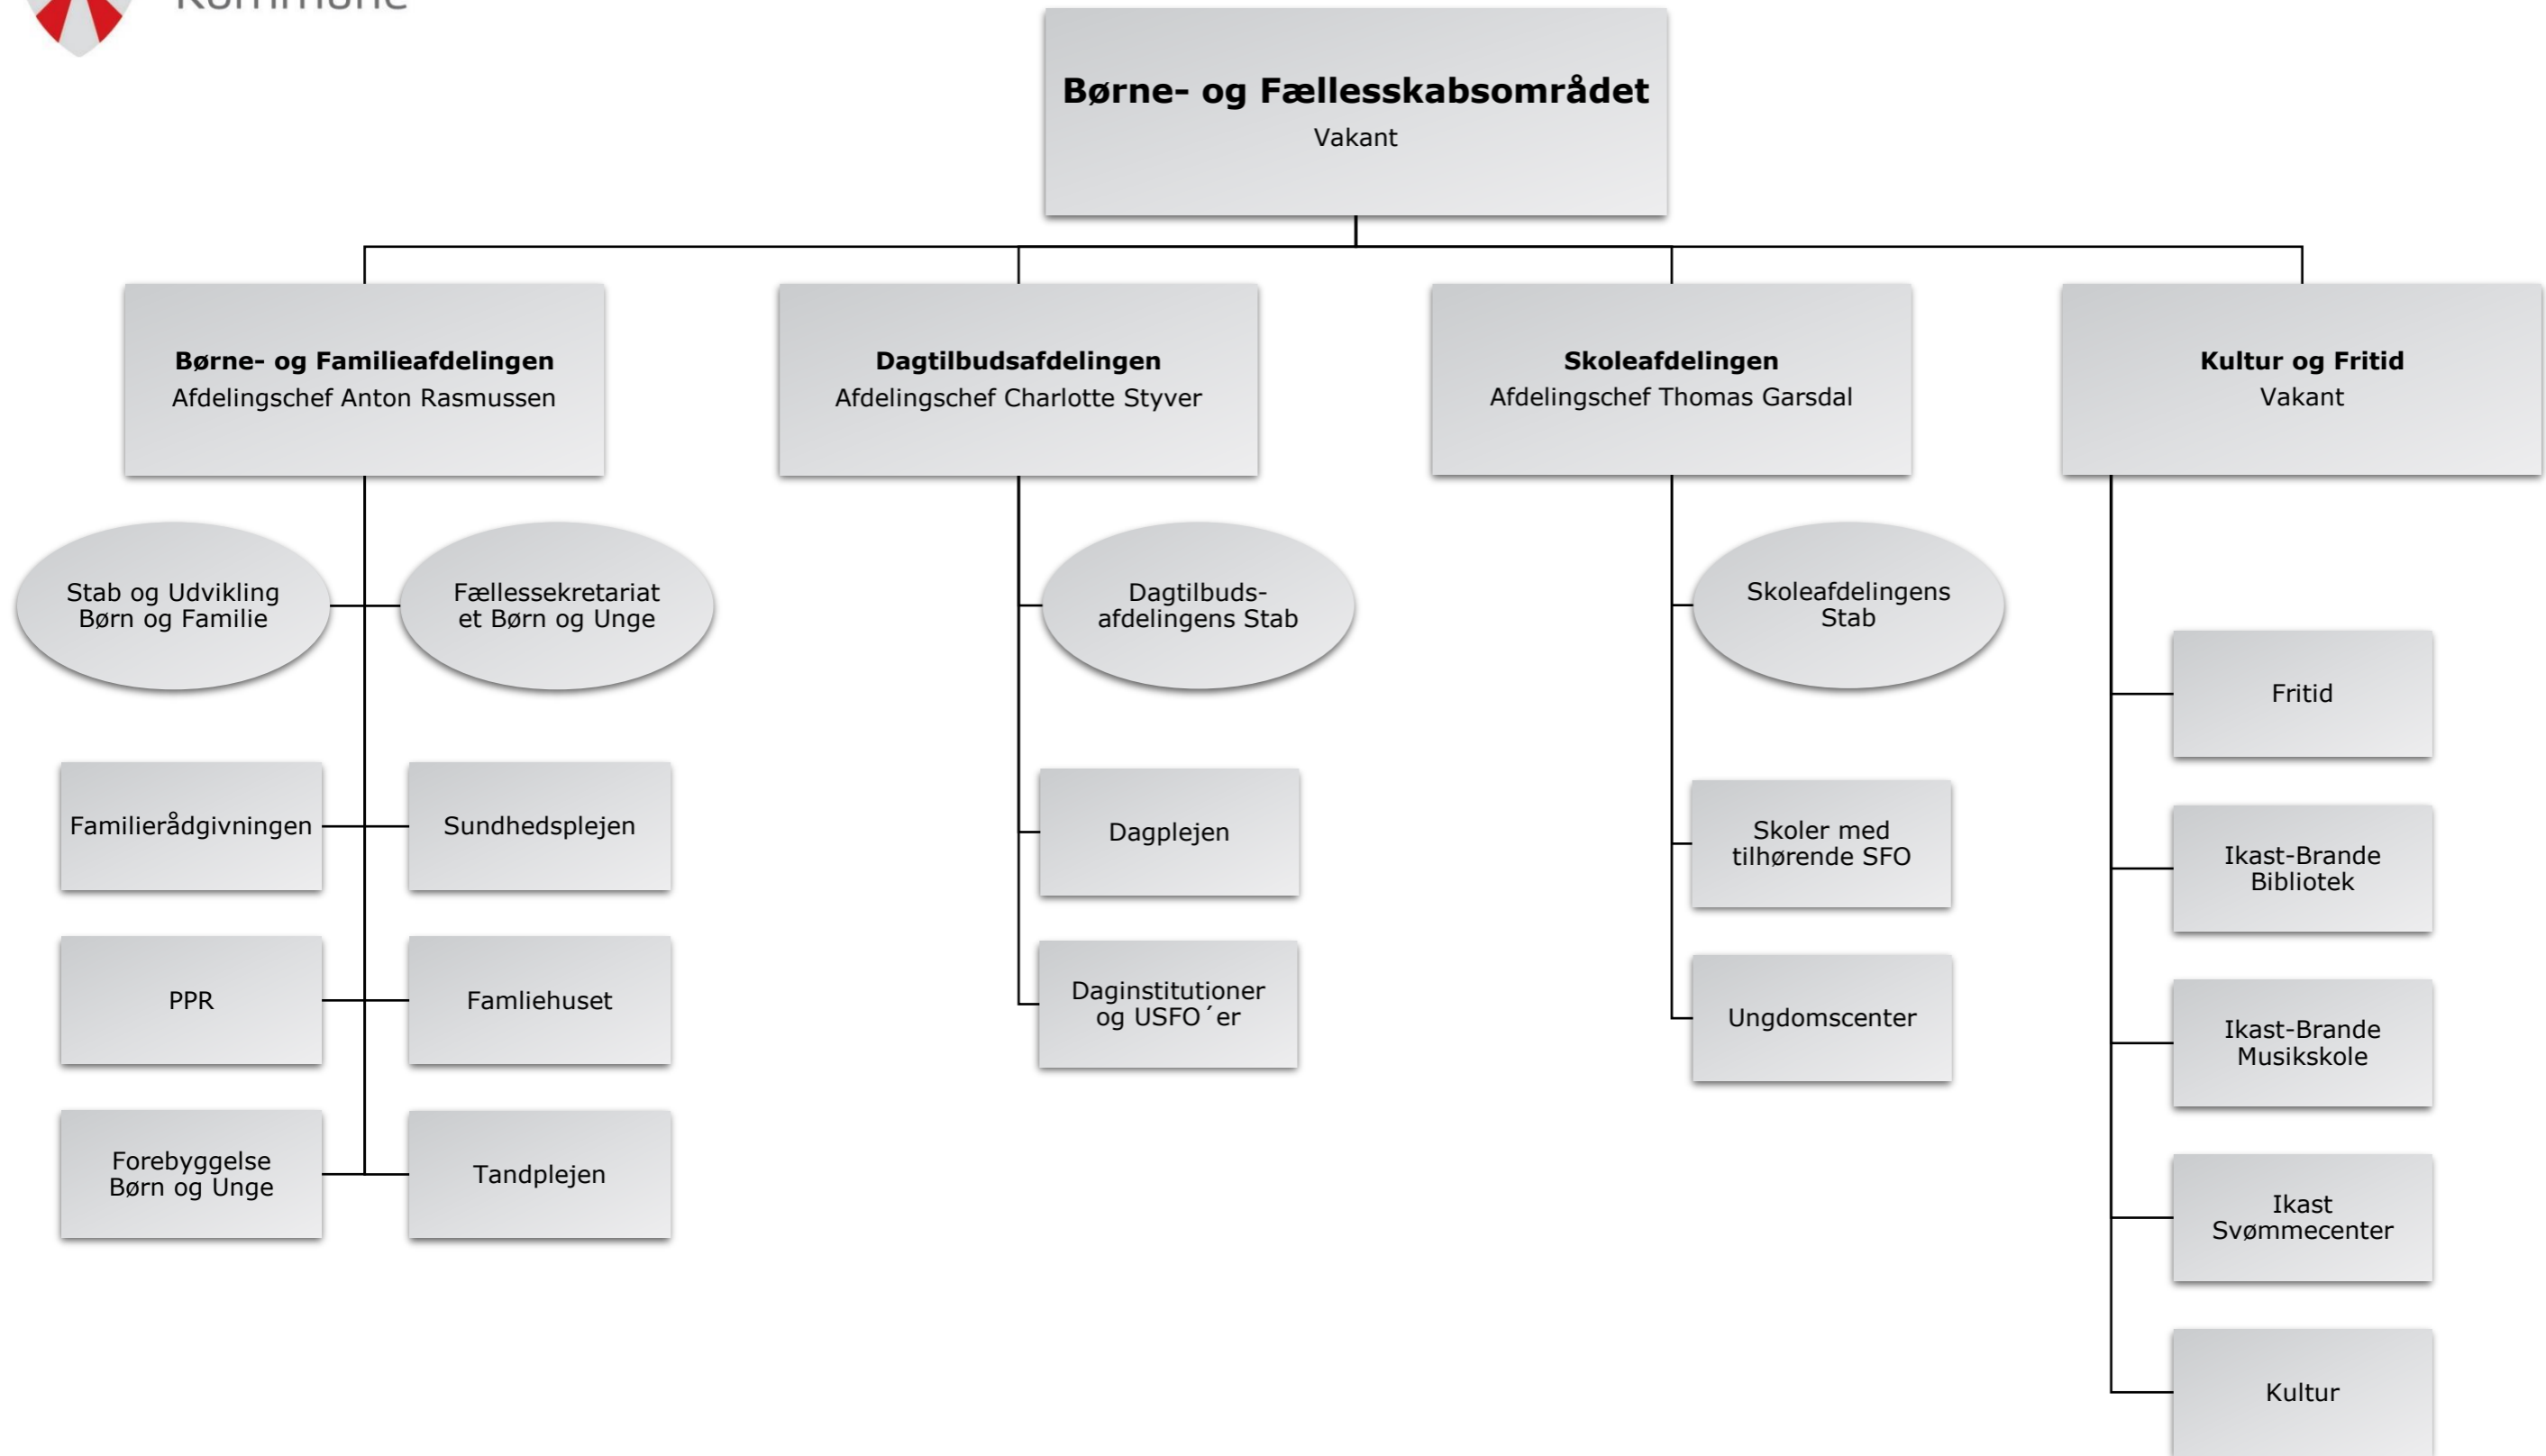 Kommune
Børne- og Fællesskabsområdet
Vakant
Børne- og Familieafdelingen
Afdelingschef Anton Rasmussen
Stab og Udvikling
Børn og Familie
Fællessekretariat
et Børn og Unge
Familierådgivningen
Sundhedsplejen
PPR
Famliehuset
Forebyggelse
Børn og Unge
Tandplejen
Dagtilbudsafdelingen
Afdelingschef Charlotte Styver
Dagtilbuds-
afdelingens Stab
Dagplejen
Daginstitutioner
og USFO´er
Skoleafdelingen
Afdelingschef Thomas Garsdal
Skoleafdelingens
Stab
Skoler med
tilhørende SFO
Ungdomscenter
Kultur og Fritid
Vakant
Fritid
Ikast-Brande
Bibliotek
Ikast-Brande
Musikskole
Ikast
Svømmecenter
Kultur